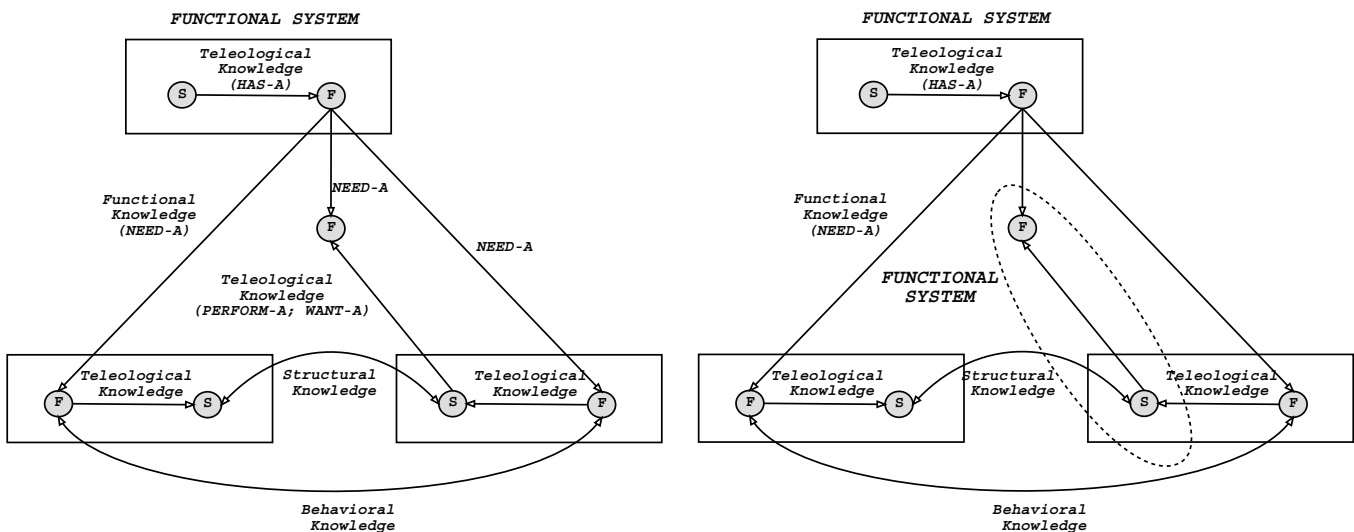 FUNCTIONAL SYSTEM
Teleological
Knowledge
(HAS-A)
S
F
Functional
Knowledge
(NEED-A)
NEED-A
F
NEED-A
Teleological
Knowledge
(PERFORM-A; WANT-A)
Teleological
Knowledge
F
S
Structural
Knowledge
Teleological
Knowledge
S
F
Behavioral
Knowledge
FUNCTIONAL SYSTEM
Teleological
Knowledge
(HAS-A)
S
F
Functional
Knowledge
(NEED-A)
F
FUNCTIONAL
SYSTEM
Teleological
Knowledge
F
S
Structural
Knowledge
Teleological
Knowledge
S
F
Behavioral
Knowledge